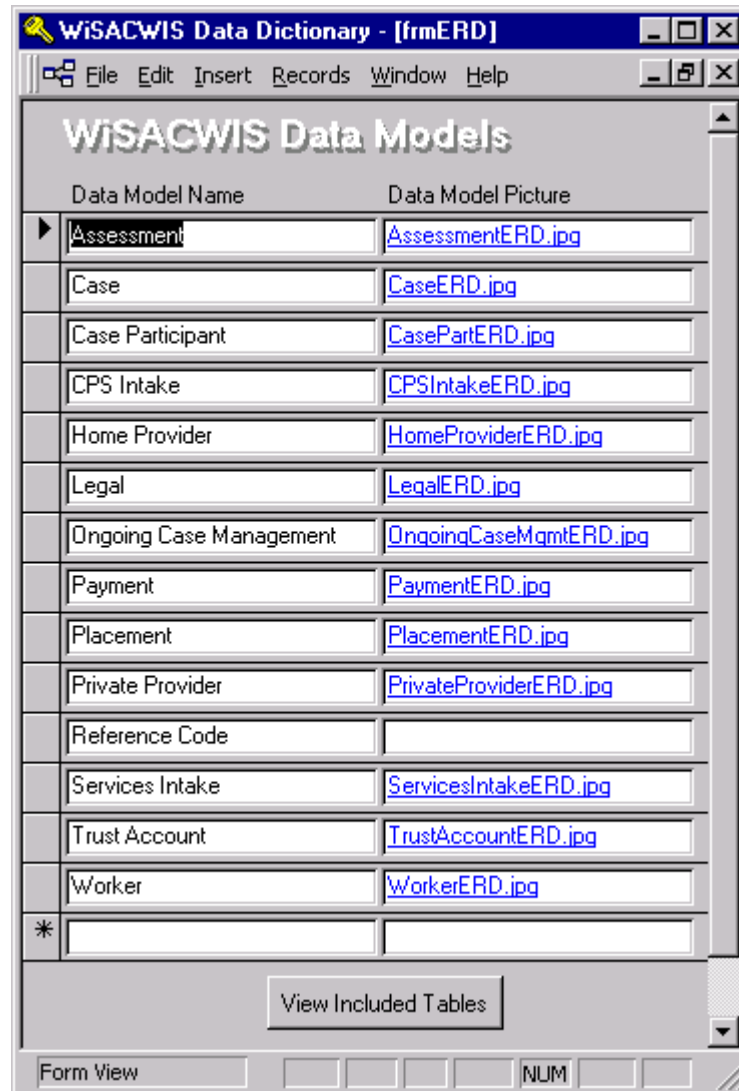 WiSACWIS Data Dictionary - [frmERD]
File Edit Insert Records Window Help
WiSACWIS Data Models
Data Model Name Data Model Picture
Assessment AssessmentERD.jpg
Case CaseERD.jpg
Case Participant CasePartERD.jpg
CPS Intake CPSIntakeERD.jpg
Home Provider HomeProviderERD.jpg
Legal LegalERD.jpg
Ongoing Case Management OngoingCaseMgmtERD.jpg
Payment PaymentERD.jpg
Placement PlacementERD.jpg
Private Provider PrivateProviderERD.jpg
Reference Code
Services Intake ServicesIntakeERD.jpg
Trust Account TrustAccountERD.jpg
Worker WorkerERD.jpg
View Included Tables
Form View NUM